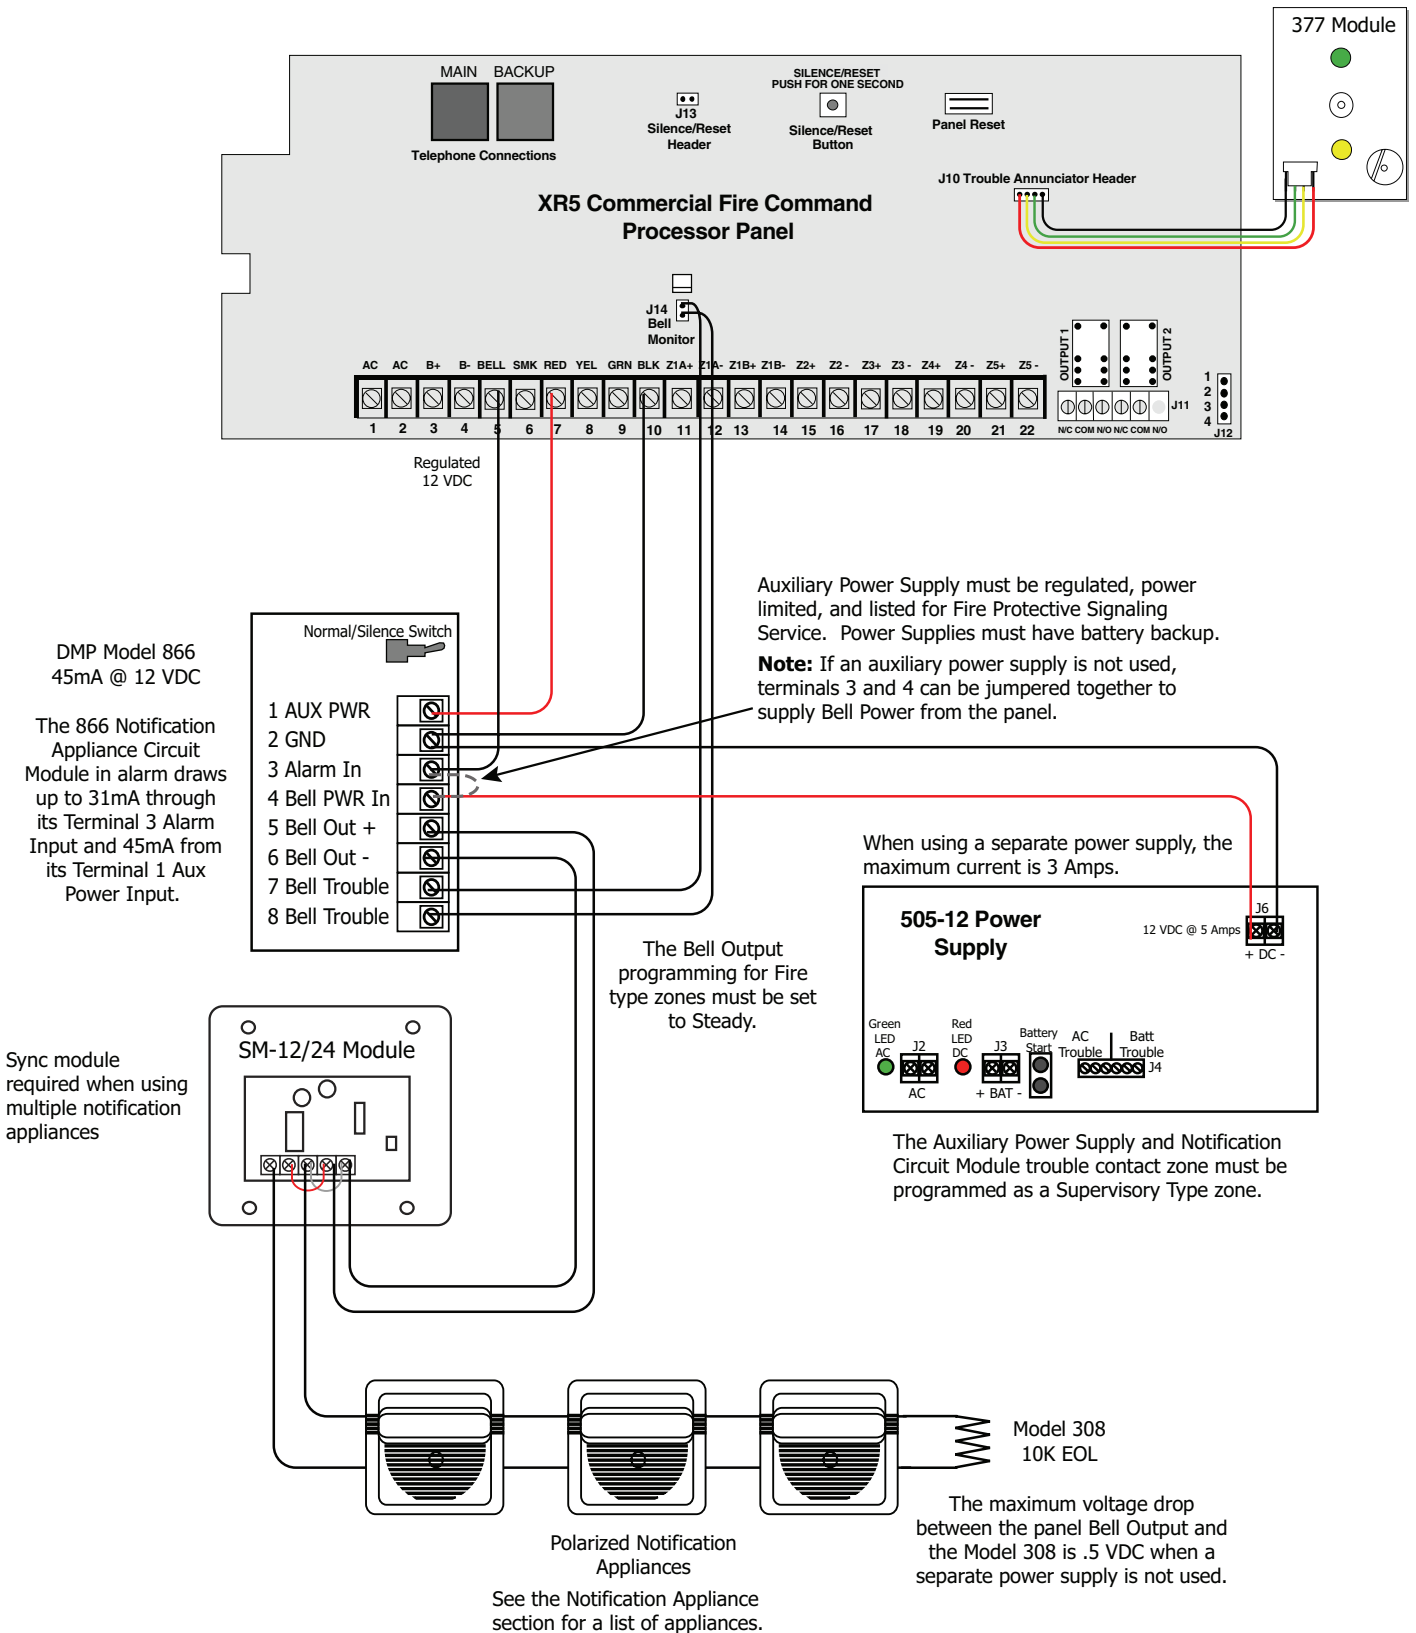 377 Module
MAIN BACKUP
Telephone Connections
J13
Silence/Reset
Header
SILENCE/RESET
PUSH FOR ONE SECOND
Silence/Reset
Button
Panel Reset
J10 Trouble Annunciator Header
XR5 Commercial Fire Command
Processor Panel
J14
Bell
Monitor
OUTPUT 1
OUTPUT 2
AC AC B+ B- BELL SMK RED YEL GRN BLK Z1A+ Z1A- Z1B+ Z1B- Z2+ Z2 - Z3+ Z3 - Z4+ Z4 - Z5+ Z5 -
1 2 3 4 5 6 7 8 9 10 11 12 13 14 15 16 17 18 19 20 21 22
J11
N/C COM N/O N/C COM N/O
1
2
3
4
J12
Regulated
12 VDC
Auxiliary Power Supply must be regulated, power
limited, and listed for Fire Protective Signaling
Service. Power Supplies must have battery backup.
Note: If an auxiliary power supply is not used,
terminals 3 and 4 can be jumpered together to
supply Bell Power from the panel.
DMP Model 866
45mA @ 12 VDC
The 866 Notification
Appliance Circuit
Module in alarm draws
up to 31mA through
its Terminal 3 Alarm
Input and 45mA from
its Terminal 1 Aux
Power Input.
Normal/Silence Switch
1 AUX PWR
2 GND
3 Alarm In
4 Bell PWR In
5 Bell Out +
6 Bell Out -
7 Bell Trouble
8 Bell Trouble
When using a separate power supply, the
maximum current is 3 Amps.
505-12 Power
Supply
12 VDC @ 5 Amps
J6
+ DC -
Green
LED
AC
J2
AC
Red
LED
DC
J3
+ BAT -
Battery
Start
AC
Trouble
Batt
Trouble
J4
The Bell Output
programming for Fire
type zones must be set
to Steady.
The Auxiliary Power Supply and Notification
Circuit Module trouble contact zone must be
programmed as a Supervisory Type zone.
Sync module
required when using
multiple notification
appliances
SM-12/24 Module
Model 308
10K EOL
The maximum voltage drop
between the panel Bell Output and
the Model 308 is .5 VDC when a
separate power supply is not used.
Polarized Notification
Appliances
See the Notification Appliance
section for a list of appliances.